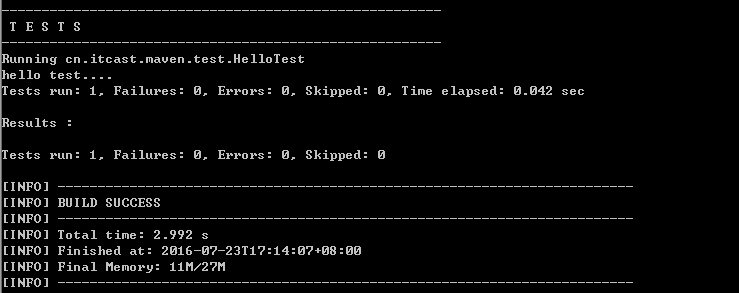 -------------------------------------------------------
 T E S T S
-------------------------------------------------------
Running cn.itcast.maven.test.HelloTest
hello test....
Tests run: 1, Failures: 0, Errors: 0, Skipped: 0, Time elapsed: 0.042 sec

Results :

Tests run: 1, Failures: 0, Errors: 0, Skipped: 0

[INFO] ------------------------------------------------------------------------
[INFO] BUILD SUCCESS
[INFO] ------------------------------------------------------------------------
[INFO] Total time: 2.992 s
[INFO] Finished at: 2016-07-23T17:14:07+08:00
[INFO] Final Memory: 11M/27M
[INFO] ------------------------------------------------------------------------